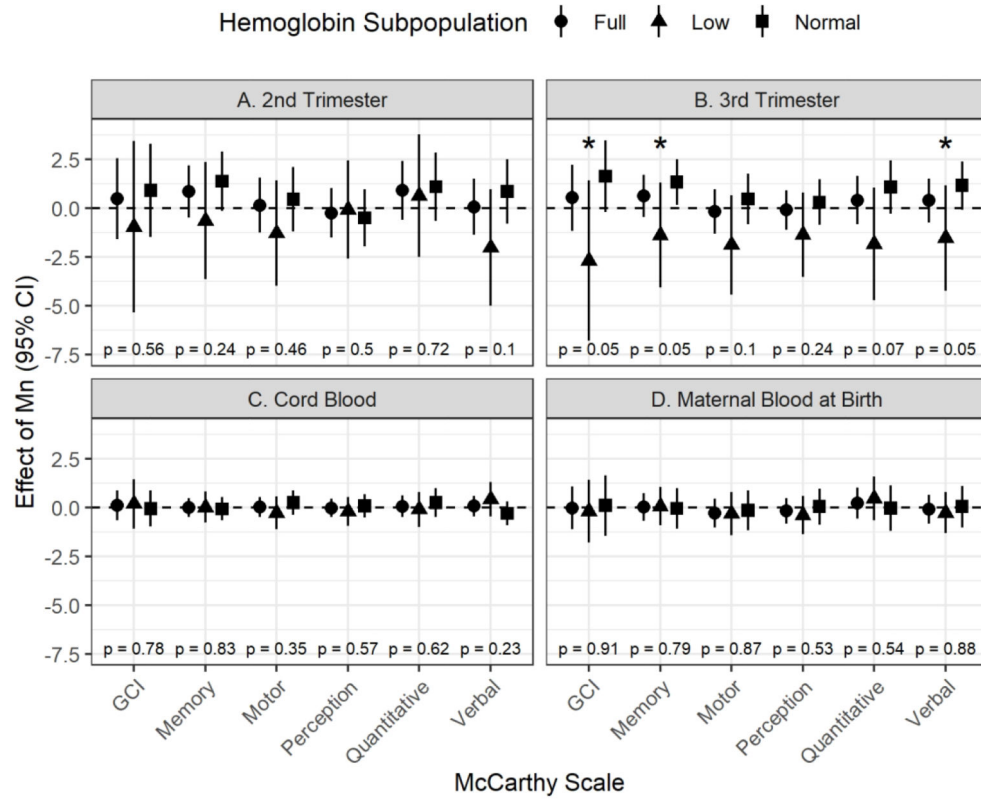 Hemoglobin Subpopulation Full Low Normal
A. 2nd Trimester
B. 3rd Trimester
* * *
2.5
0.0
-2.5
-5.0
-7.5
p = 0.56 p = 0.24 p = 0.46 p = 0.5 p = 0.72 p = 0.1
p = 0.05 p = 0.05 p = 0.1 p = 0.24 p = 0.07 p = 0.05
C. Cord Blood
D. Maternal Blood at Birth
2.5
0.0
-2.5
-5.0
-7.5
p = 0.78 p = 0.83 p = 0.35 p = 0.57 p = 0.62 p = 0.23
p = 0.91 p = 0.79 p = 0.87 p = 0.53 p = 0.54 p = 0.88
Effect of Mn (95% CI)
GCI
Memory
Motor
Perception
Quantitative
Verbal
GCI
Memory
Motor
Perception
Quantitative
Verbal
McCarthy Scale